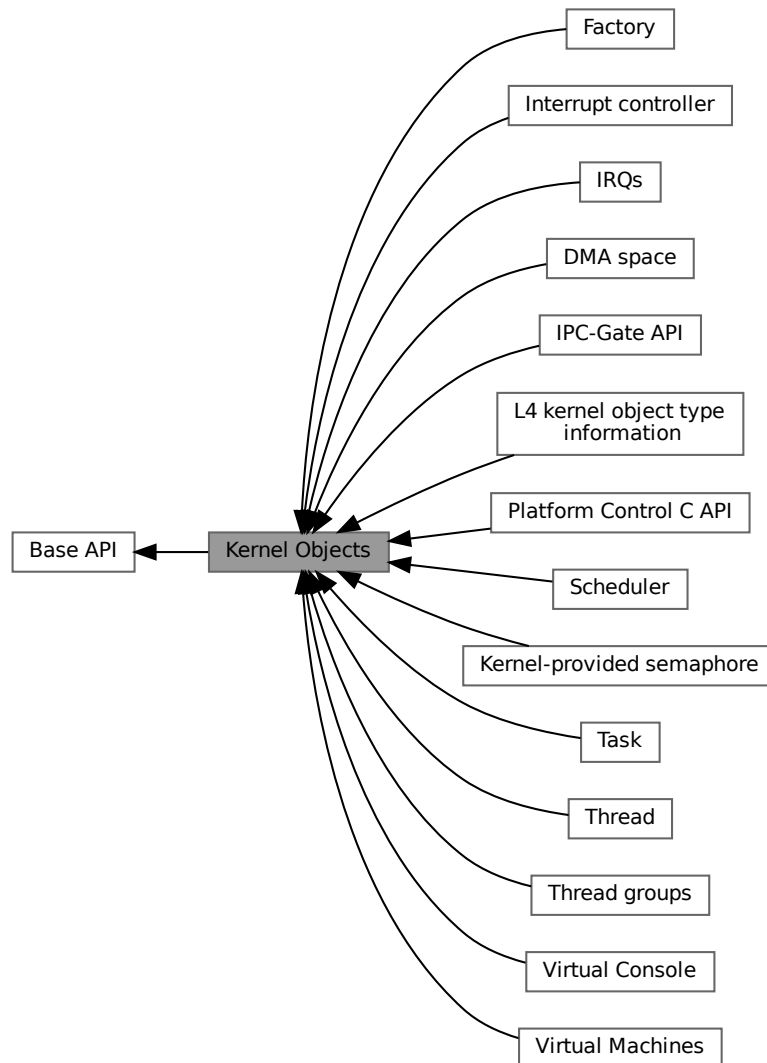 Factory
Interrupt controller
IRQs
DMA space
IPC-Gate API
L4 kernel object type
information
Platform Control C API
Base API
Kernel Objects
Scheduler
Kernel-provided semaphore
Task
Thread
Thread groups
Virtual Console
Virtual Machines